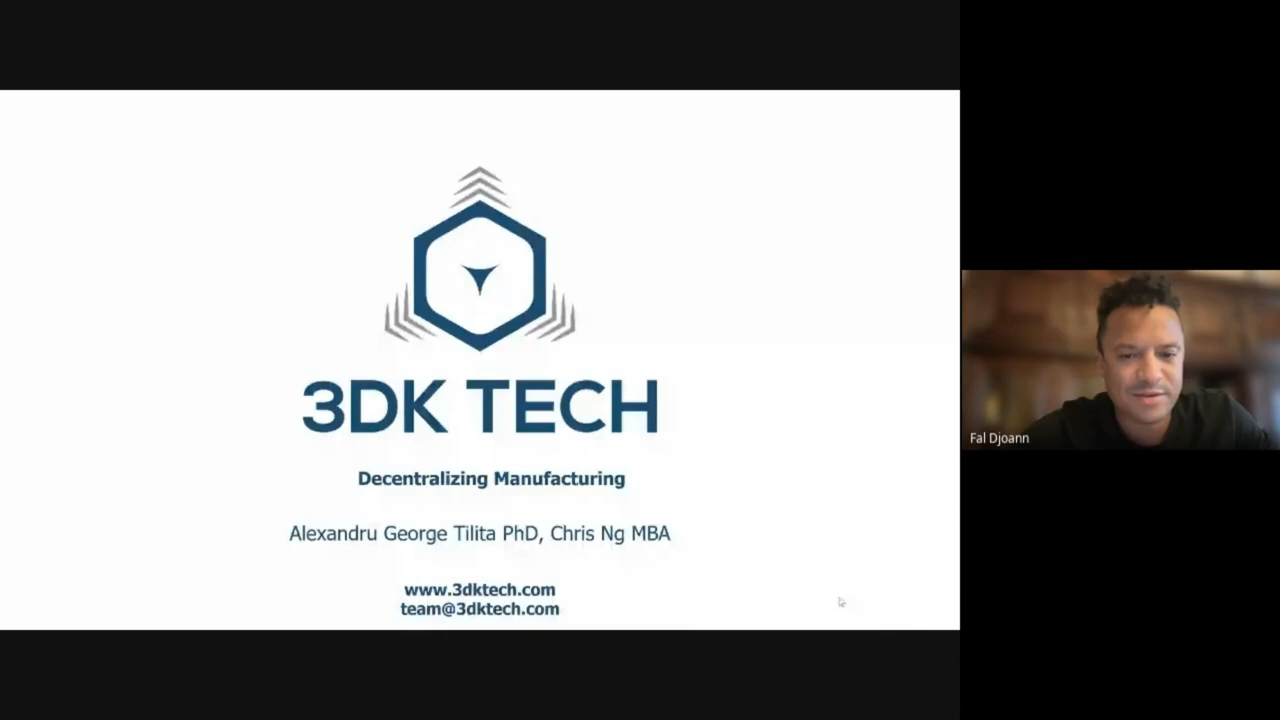 3DK TECH
Decentralizing Manufacturing
Alexandru George Tilita PhD, Chris Ng MBA
www.3dktech.com
team@3dktech.com
Fal Djoann